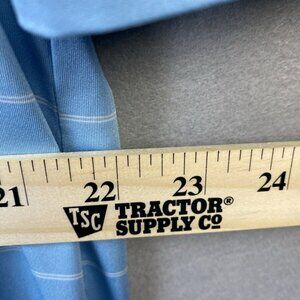 21 22 23 24
TSC TRACTOR®
SUPPLY Cº